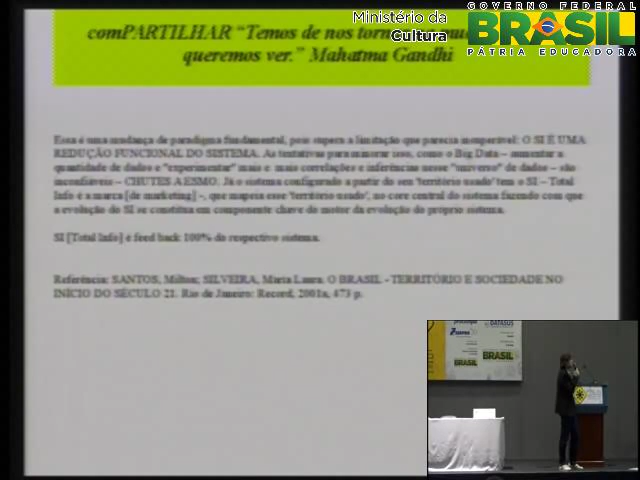 Ministério da
Cultura
GOVERNO FEDERAL
BRASIL
PÁTRIA EDUCADORA
comPARTILHAR “Temos de nos
queremos ver.” Mahatma Gandhi
Essa é uma mudança de paradigma fundamental, pois supera a limitação que parecia insuperável: O SI É UMA
REDUÇÃO FUNCIONAL DO SISTEMA. As tentativas para minorar isso, como o Big Data – aumentar a
quantidade de dados e "experimentar" mais e mais correlações e inferências nesse "universo" de dados – são
inconfiáveis – CHUTES A ESMO. Já o sistema configurado a partir do seu 'território usado' tem o SI – Total
Info é a marca [de marketing] -, que mapeia esse 'território usado', no core central do sistema fazendo com que
a evolução do SI se constitua em componente chave do motor da evolução do próprio sistema.
SI [Total Info] é feed back 100% do respectivo sistema.
Referência: SANTOS, Milton; SILVEIRA, Maria Laura. O BRASIL - TERRITÓRIO E SOCIEDADE NO
INÍCIO DO SÉCULO 21. Rio de Janeiro: Record, 2001a, 473 p.
DATASUS
BRASIL
BRASIL